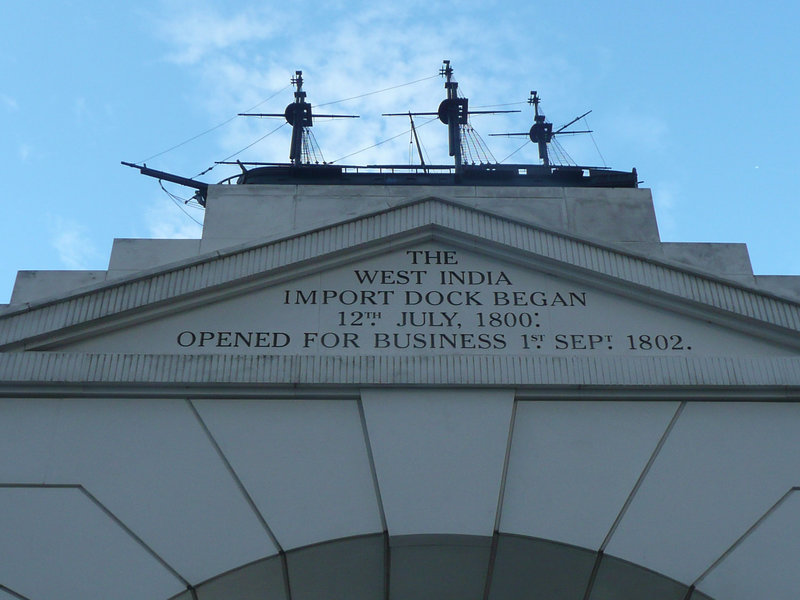 THE
WEST INDIA
IMPORT DOCK BEGAN
12TH. JULY, 1800:
OPENED FOR BUSINESS 1ST. SEPT. 1802.